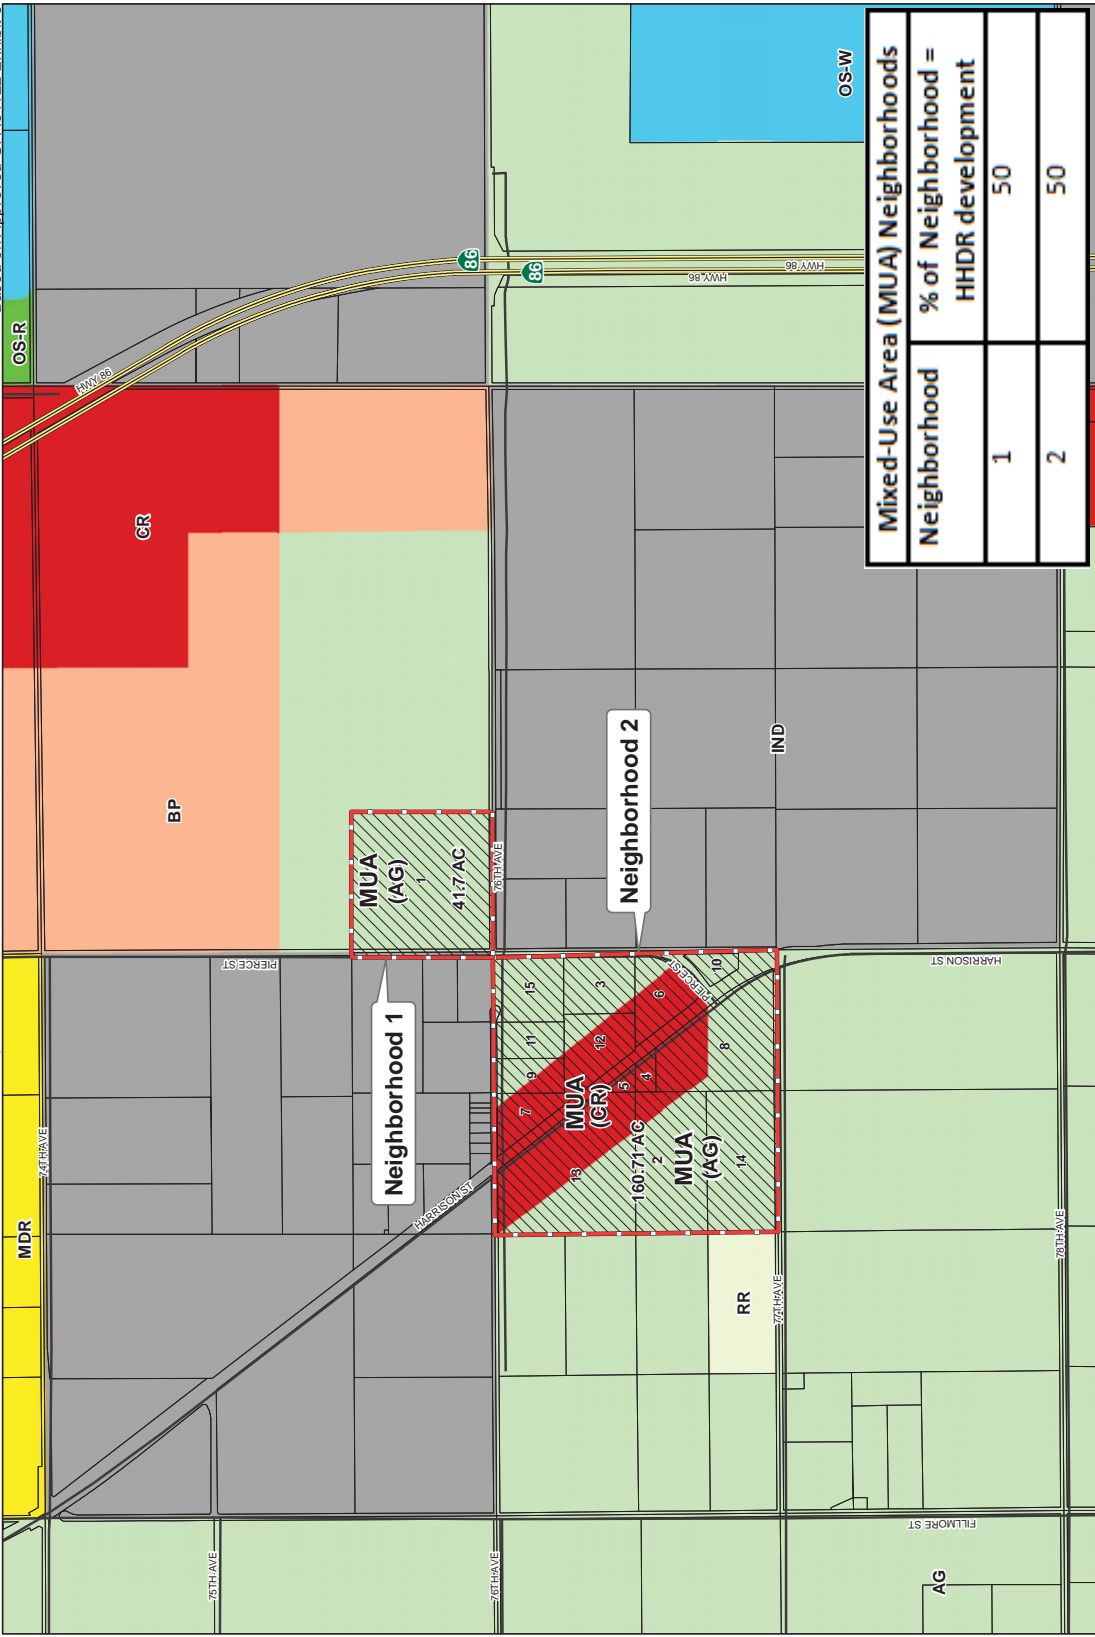 MDR
OS-R
74TH AVE
HWY 86
CR
BP
75TH AVE
PIERCE ST
HARRISON ST
Neighborhood 1
MUA
(AG)
1
41.7 AC
86
86
76TH AVE
76TH AVE
15
11
9
7
3
12
13
MUA
(CR)
6
5
4
160.71 AC
2
MUA
(AG)
PIERCE ST
10
8
14
Neighborhood 2
HWY 86
HWY 86
OS-W
RR
77TH AVE
IND
HARRISON ST
FILLMORE ST
AG
78TH AVE
Mixed-Use Area (MUA) Neighborhoods
Neighborhood
% of Neighborhood =
HHDR development
1 50
2 50